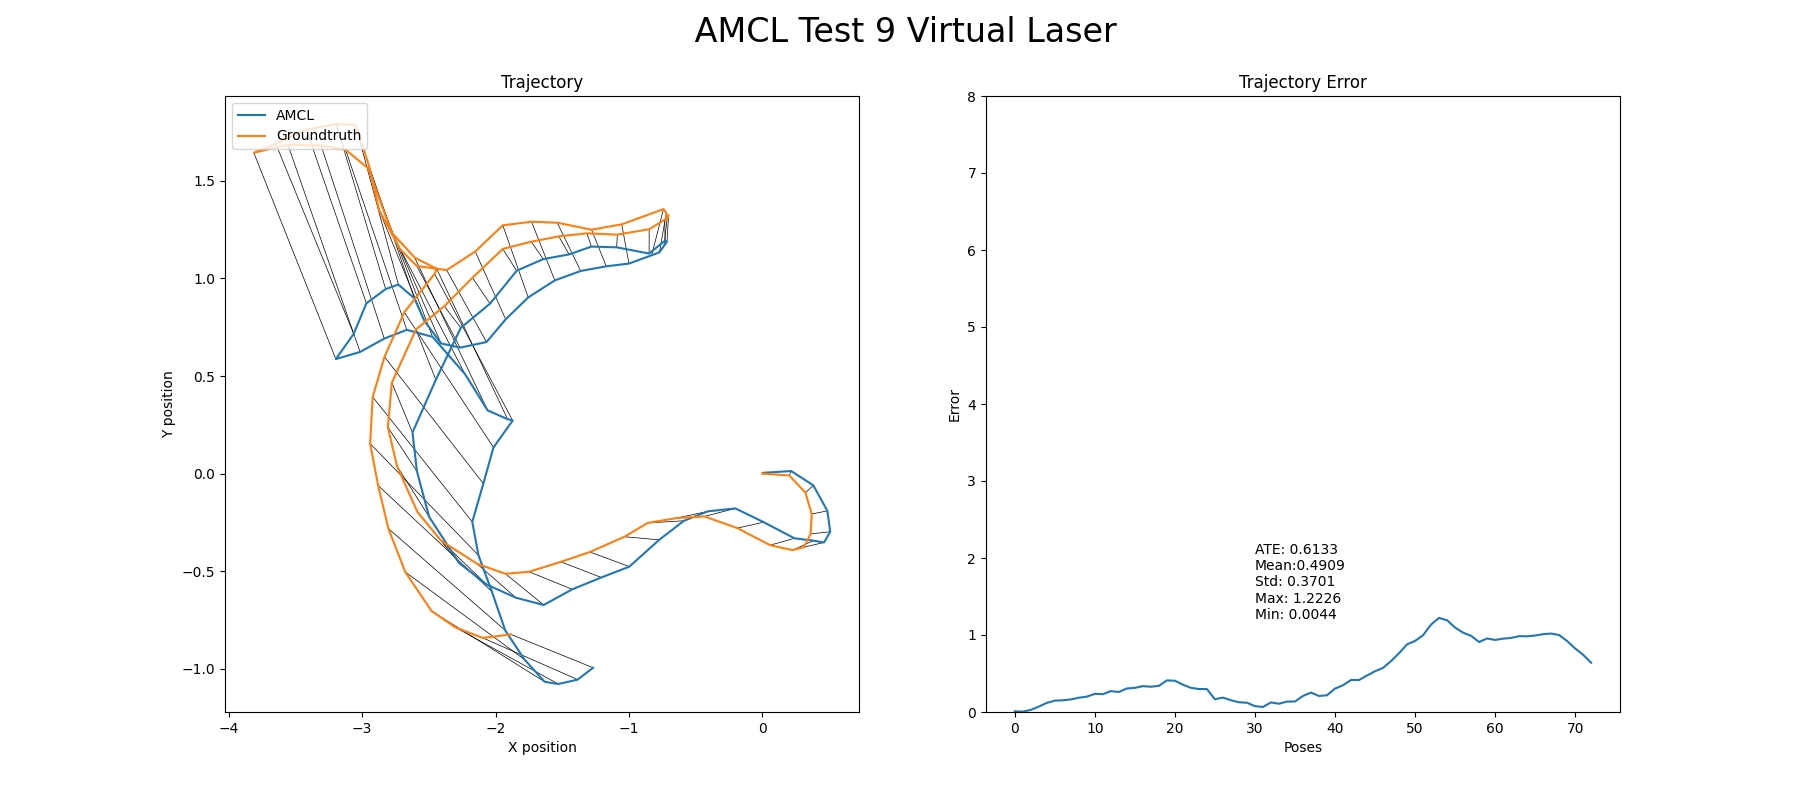 AMCL Test 9 Virtual Laser
Trajectory
AMCL
Groundtruth
1.5
1.0
0.5
0.0
−0.5
−1.0
Y position
−4
−3
−2
−1
0
X position
Trajectory Error
8
7
6
5
4
3
2
1
0
Error
ATE: 0.6133
Mean:0.4909
Std: 0.3701
Max: 1.2226
Min: 0.0044
0
10
20
30
40
50
60
70
Poses